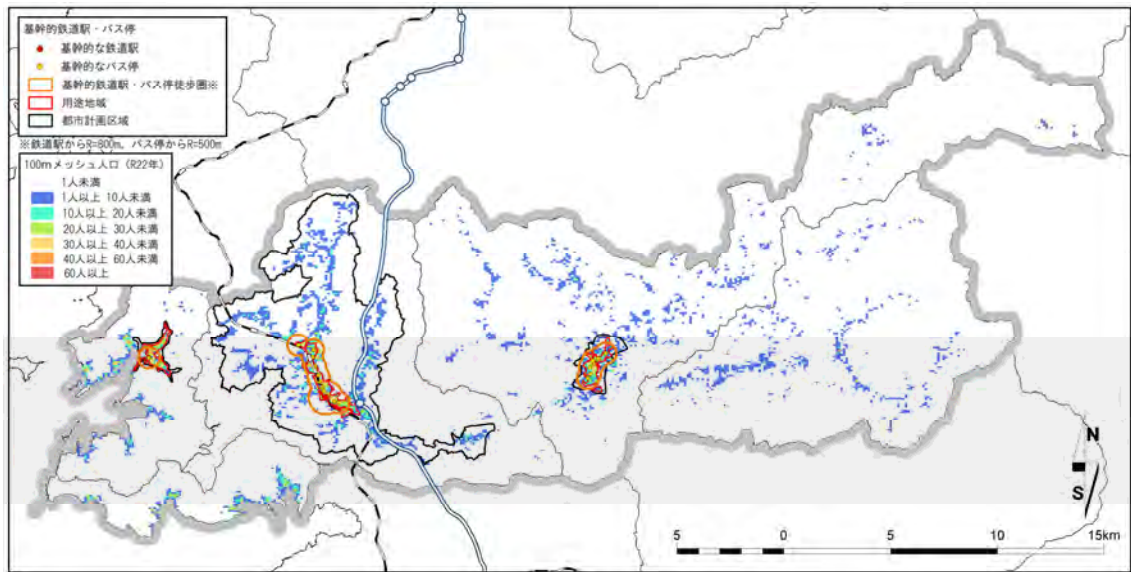 基幹的鉄道駅・バス停
基幹的な鉄道駅
基幹的なバス停
基幹的鉄道駅・バス停徒歩圏※
用途地域
都市計画区域
※鉄道駅からR=800m、バス停からR=500m
100mメッシュ人口（R22年）
1人未満
1人以上 10人未満
10人以上 20人未満
20人以上 30人未満
30人以上 40人未満
40人以上 60人未満
60人以上
N
S
5 0 5 10 15km